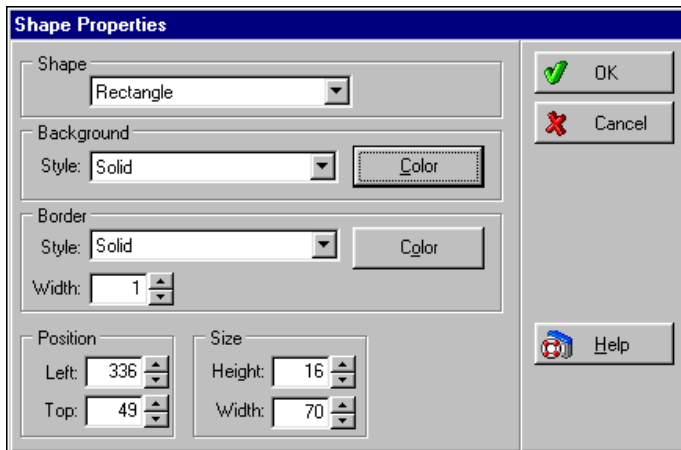 Shape Properties
Shape
Rectangle
OK
Cancel
Background
Style: Solid
Color
Border
Style: Solid
Color
Width: 1
Position
Left: 336
Top: 49
Size
Height: 16
Width: 70
Help